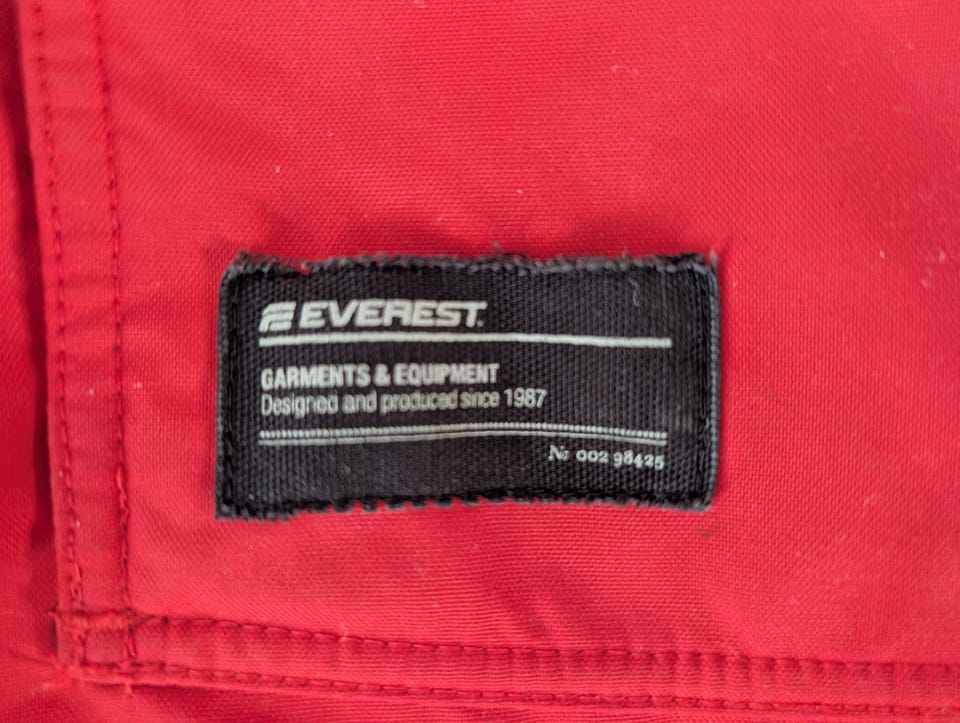 EVEREST.
GARMENTS & EQUIPMENT
Designed and produced since 1987
№ 002 98425